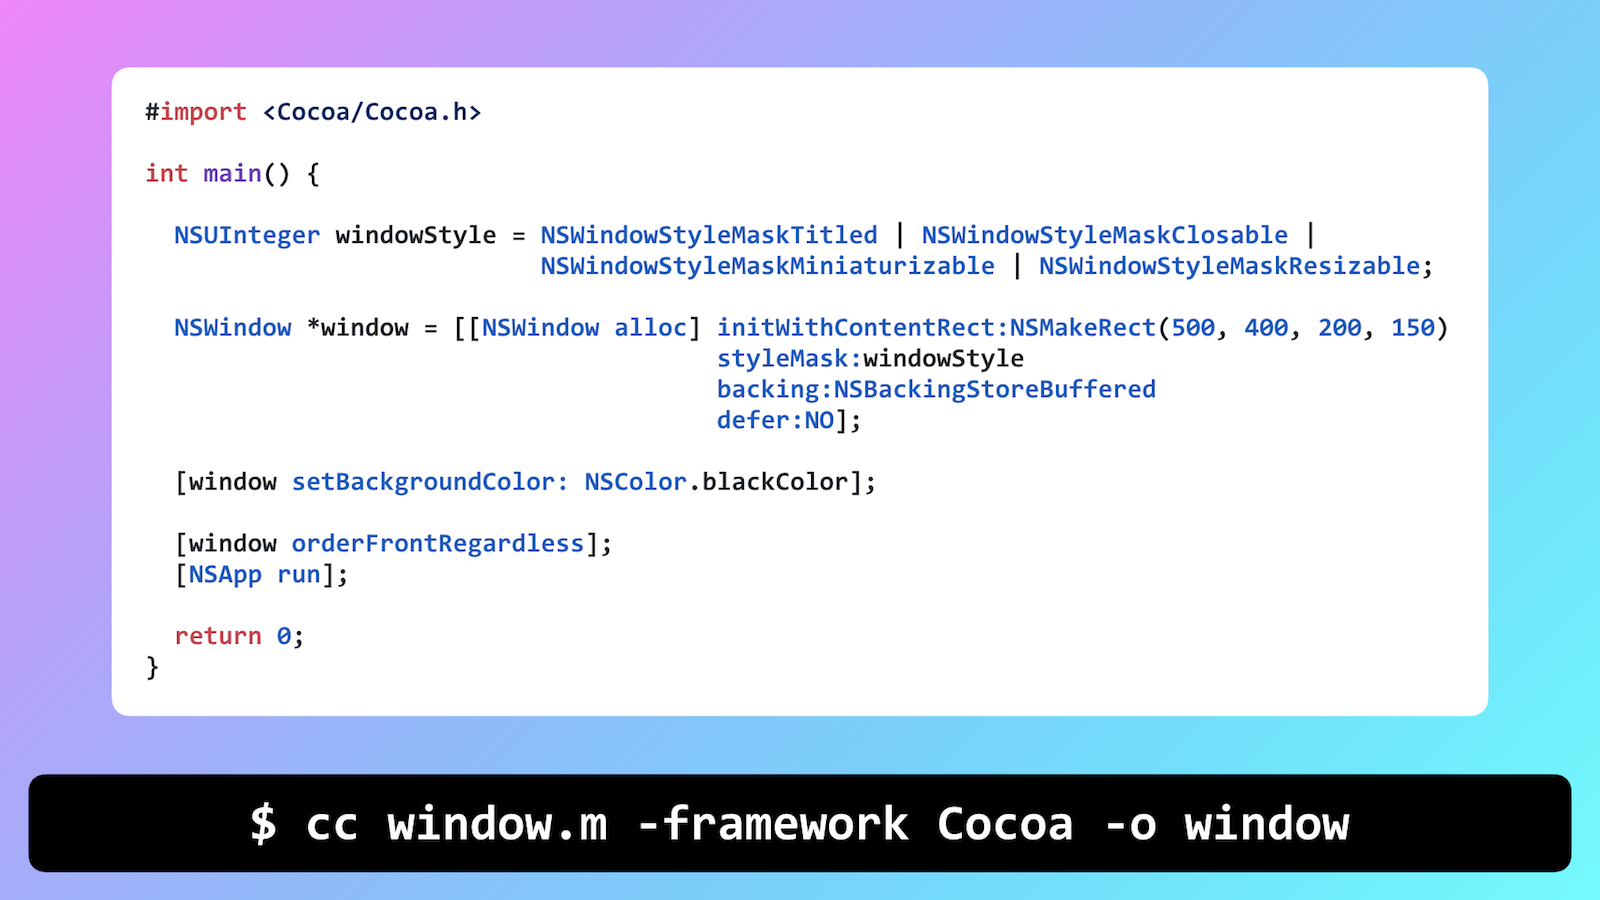 #import <Cocoa/Cocoa.h>
int main() {
NSUInteger windowStyle = NSWindowStyleMaskTitled | NSWindowStyleMaskClosable |
NSWindowStyleMaskMiniaturizable | NSWindowStyleMaskResizable;
NSWindow *window = [[NSWindow alloc] initWithContentRect:NSMakeRect(500, 400, 200, 150)
styleMask:windowStyle
backing:NSBackingStoreBuffered
defer:NO];
[window setBackgroundColor: NSColor.blackColor];
[window orderFrontRegardless];
[NSApp run];
return 0;
}
$ cc window.m -framework Cocoa -o window